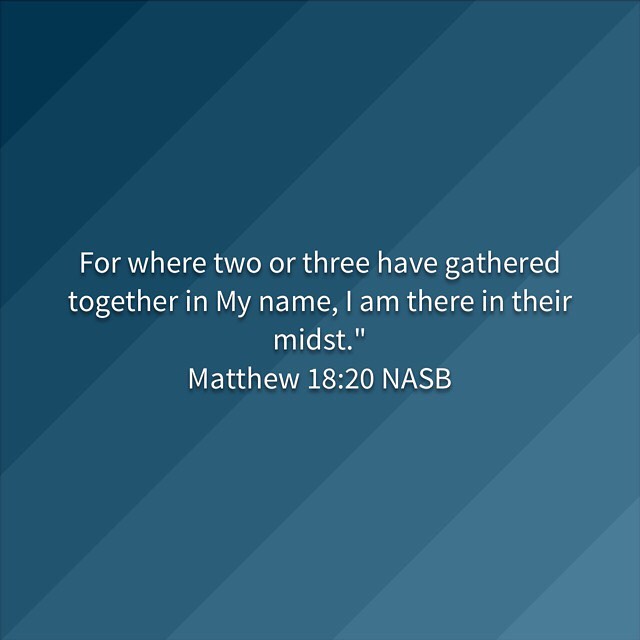 For where two or three have gathered
together in My name, I am there in their
midst."
Matthew 18:20 NASB